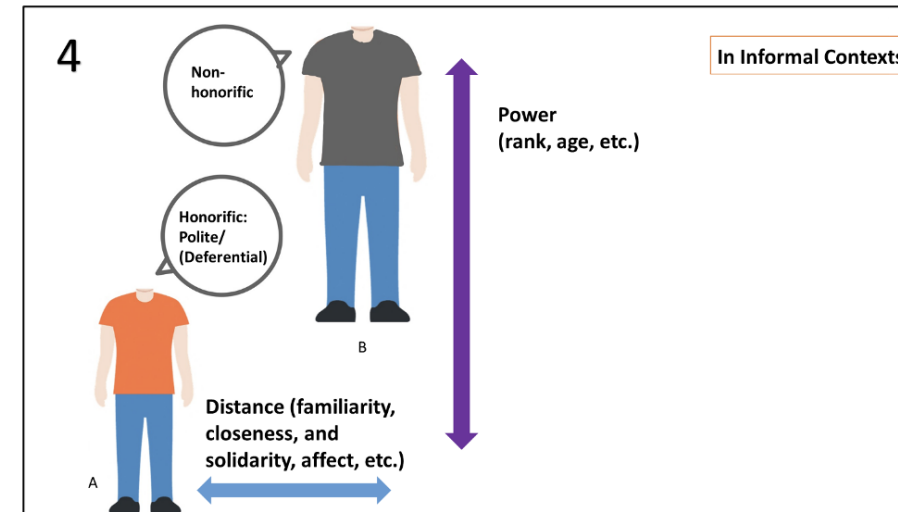 4
In Informal Contexts
Non-
honorific
Power
(rank, age, etc.)
Honorific:
Polite/
(Deferential)
B
Distance (familiarity,
closeness, and
solidarity, affect, etc.)
A